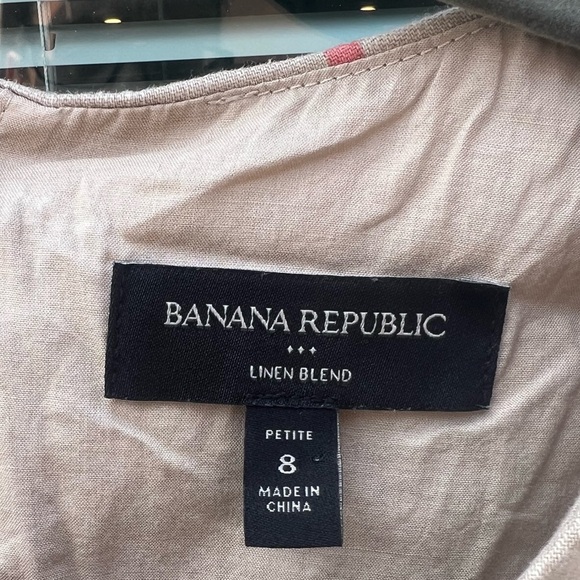 BANANA REPUBLIC
LINEN BLEND
PETITE
8
MADE IN
CHINA